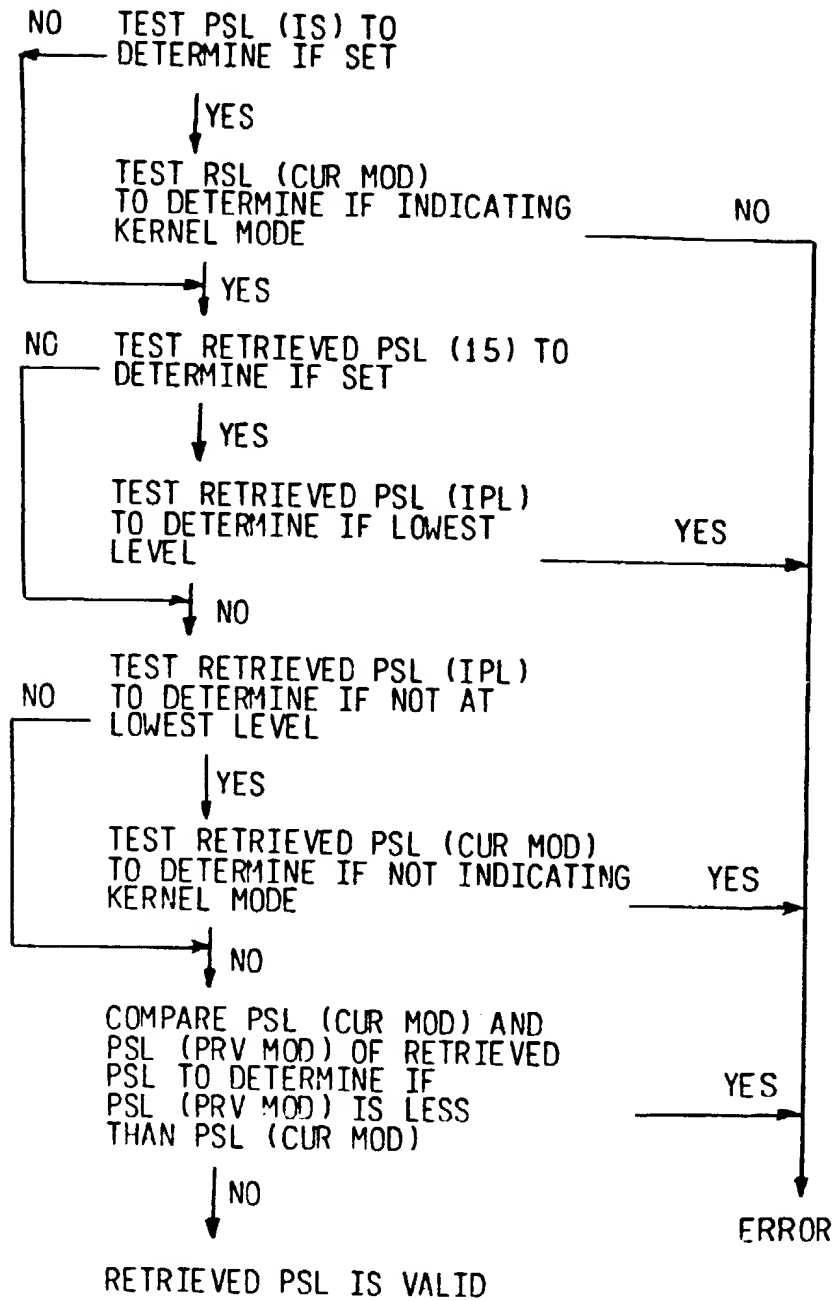 NO TEST PSL (IS) TO
DETERMINE IF SET
YES
TEST RSL (CUR MOD)
TO DETERMINE IF INDICATING NO
KERNEL MODE
YES
NO TEST RETRIEVED PSL (15) TO
DETERMINE IF SET
YES
TEST RETRIEVED PSL (IPL)
TO DETERMINE IF LOWEST YES
LEVEL
NO
TEST RETRIEVED PSL (IPL)
NO TO DETERMINE IF NOT AT
LOWEST LEVEL
YES
TEST RETRIEVED PSL (CUR MOD)
TO DETERMINE IF NOT INDICATING YES
KERNEL MODE
NO
COMPARE PSL (CUR MOD) AND
PSL (PRV MOD) OF RETRIEVED
PSL TO DETERMINE IF YES
PSL (PRV MOD) IS LESS
THAN PSL (CUR MOD)
NO
ERROR
RETRIEVED PSL IS VALID